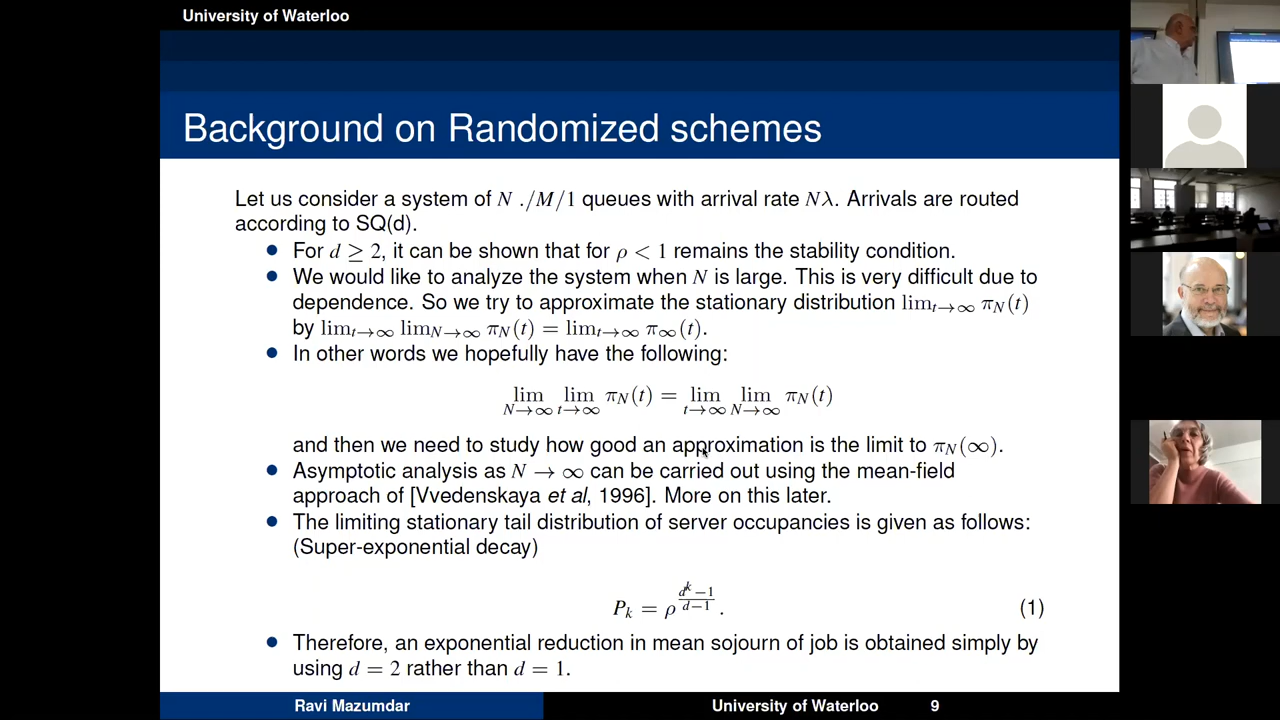 University of Waterloo
Background on Randomized schemes
Let us consider a system of N ./M/1 queues with arrival rate Nλ. Arrivals are routed
according to SQ(d).
● For d ≥ 2, it can be shown that for ρ < 1 remains the stability condition.
● We would like to analyze the system when N is large. This is very difficult due to
dependence. So we try to approximate the stationary distribution lim_{t→∞} π_N(t)
by lim_{t→∞} lim_{N→∞} π_N(t) = lim_{t→∞} π_∞(t).
● In other words we hopefully have the following:
lim_{N→∞} lim_{t→∞} π_N(t) = lim_{t→∞} lim_{N→∞} π_N(t)
and then we need to study how good an approximation is the limit to π_N(∞).
● Asymptotic analysis as N → ∞ can be carried out using the mean-field
approach of [Vvedenskaya et al, 1996]. More on this later.
● The limiting stationary tail distribution of server occupancies is given as follows:
(Super-exponential decay)
P_k = ρ^{\frac{d^k−1}{d−1}}. (1)
● Therefore, an exponential reduction in mean sojourn of job is obtained simply by
using d = 2 rather than d = 1.
Ravi Mazumdar University of Waterloo 9